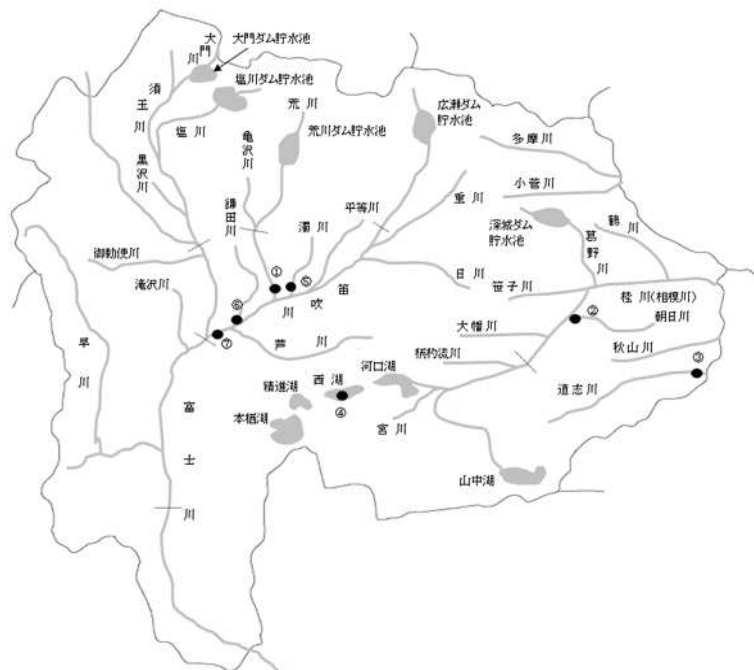 大門川
大門ダム貯水池
塩川ダム貯水池
須玉川
塩川
荒川
亀沢川
荒川ダム貯水池
広瀬ダム
貯水池
多摩川
黒沢川
鎌田川
濁川
平等川
重川
小菅川
深城ダム
貯水池
葛野川
鶴川
御勅使川
滝沢川
①
⑤
笛吹川
日川
笹子川
桂川(相模川)
朝日川
⑥
②
大幡川
秋山川
⑦
芦川
柄杓流川
③
早川
精進湖
西湖
河口湖
道志川
④
本栖湖
宮川
富士川
山中湖